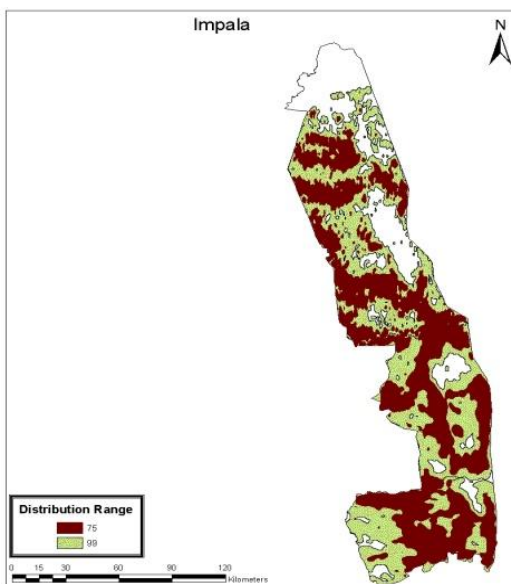 Impala
N
Distribution Range
75
99
0 15 30 60 90 120
Kilometers